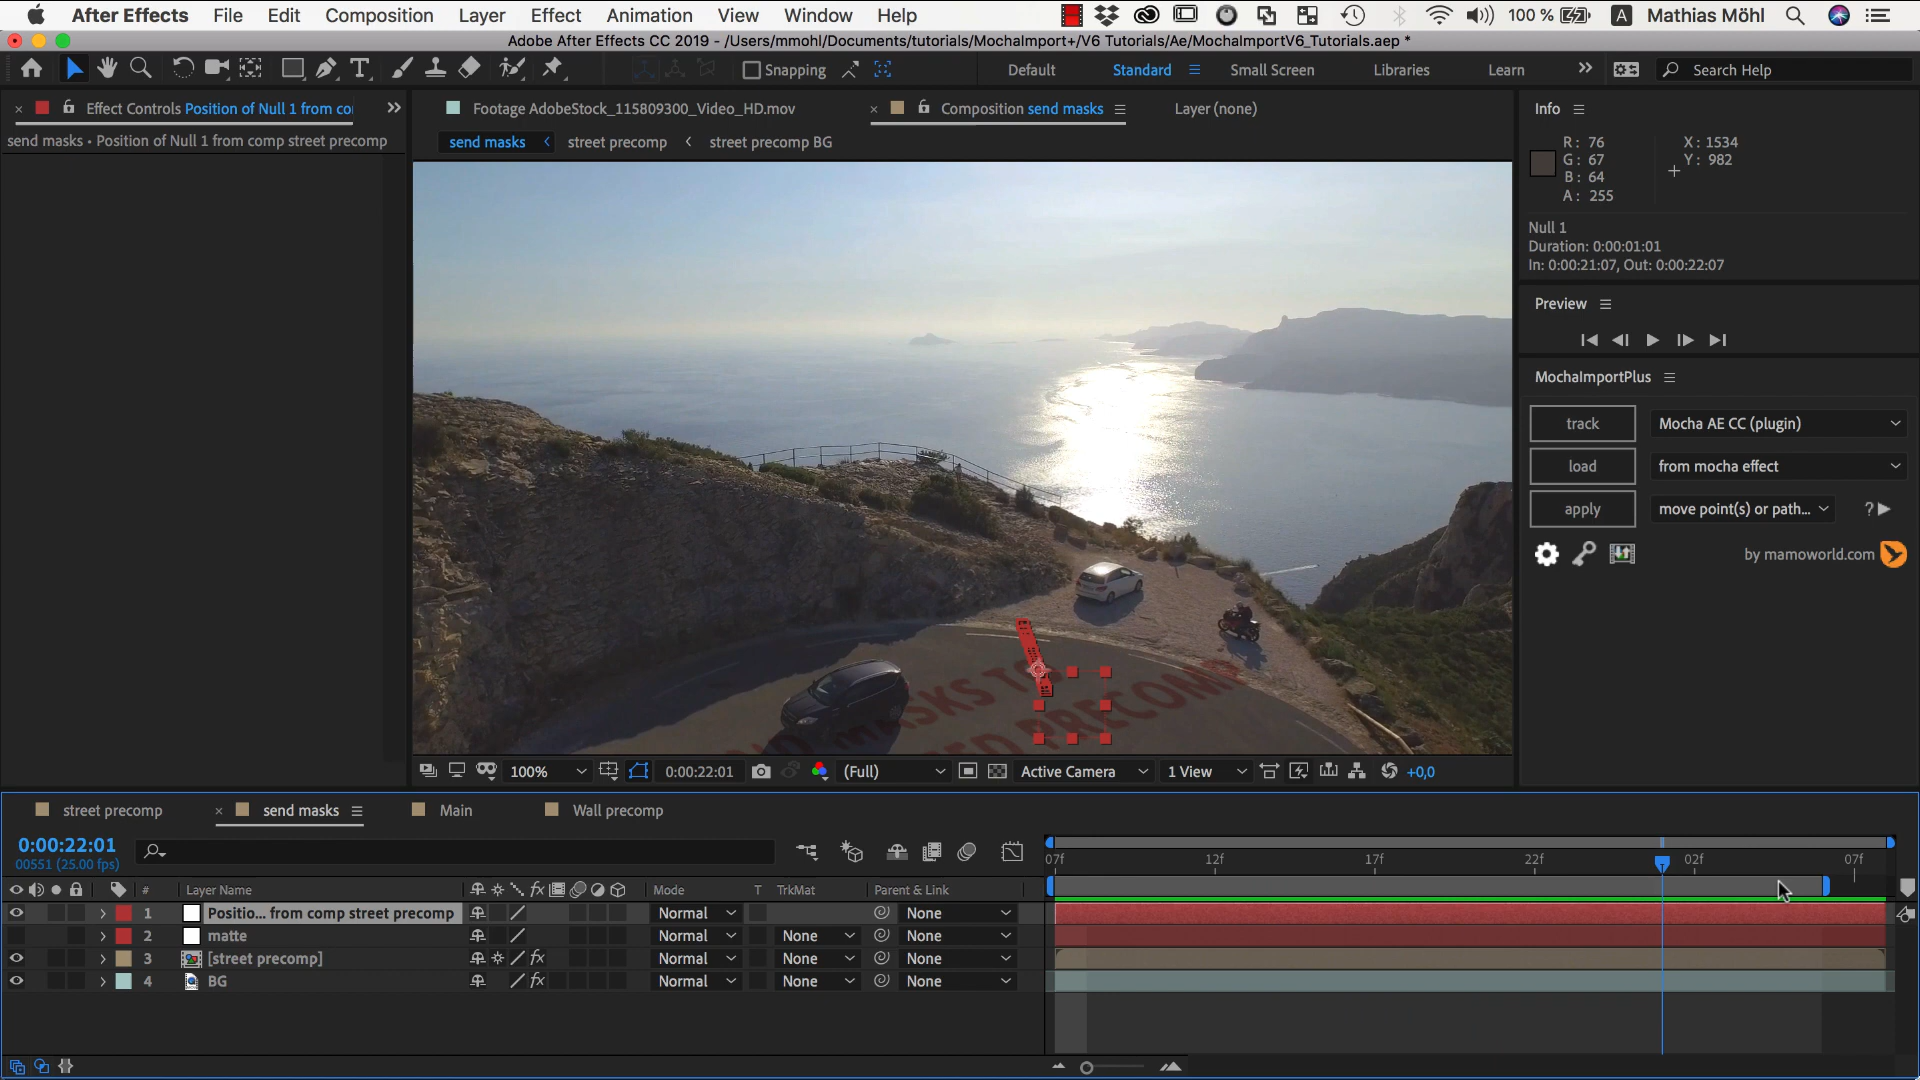 After Effects File Edit Composition Layer Effect Animation View Window Help 100 % A Mathias Möhl
Adobe After Effects CC 2019 - /Users/mmohl/Documents/tutorials/MochaImport+/V6 Tutorials/Ae/MochaImportV6_Tutorials.aep *
Snapping Default Standard Small Screen Libraries Learn Search Help
Effect Controls Position of Null 1 from co
send masks • Position of Null 1 from comp street precomp
Footage AdobeStock_115809300_Video_HD.mov
Composition send masks
Layer (none)
send masks street precomp street precomp BG
Info
R: 76
G: 67
B: 64
A: 255
X: 1534
Y: 982
Null 1
Duration: 0:00:01:01
In: 0:00:21:07, Out: 0:00:22:07
Preview
MochaImportPlus
track Mocha AE CC (plugin)
load from mocha effect
apply move point(s) or path... ?
by mamoworld.com
MASKS TO
PRECOMP
100% 0:00:22:01 (Full) Active Camera 1 View +0,0
street precomp send masks Main Wall precomp
0:00:22:01
00551 (25.00 fps)
07f 12f 17f 22f 02f 07f
# Layer Name fx Mode T TrkMat Parent & Link
1 Positio... from comp street precomp Normal None
2 matte Normal None None
3 [street precomp] fx Normal None None
4 BG fx Normal None None